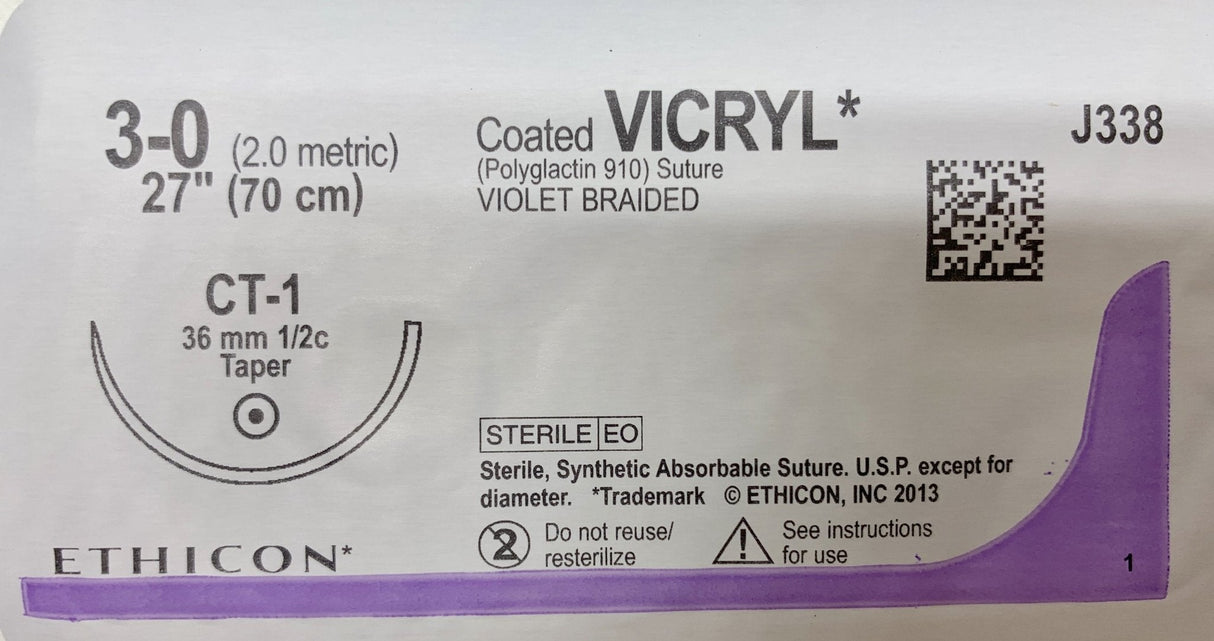 3-0 (2.0 metric)
27" (70 cm)
CT-1
36 mm 1/2c
Taper
ETHICON*
Coated VICRYL*
(Polyglactin 910) Suture
VIOLET BRAIDED
J338
STERILE EO
Sterile, Synthetic Absorbable Suture. U.S.P. except for
diameter. *Trademark © ETHICON, INC 2013
2 Do not reuse/
resterilize
! See instructions
for use
1